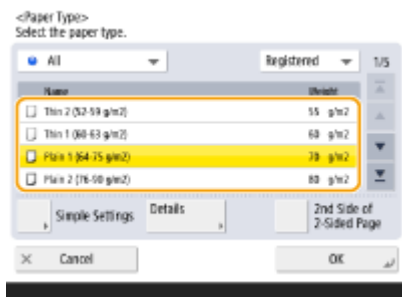 <Paper Type>
Select the paper type.
All Registered 1/5
Name Weight
Thin 2 (52-59 g/m2) 55 g/m2
Thin 1 (60-63 g/m2) 60 g/m2
Plain 1 (64-75 g/m2) 70 g/m2
Plain 2 (76-90 g/m2) 80 g/m2
Simple Settings Details 2nd Side of
2-Sided Page
Cancel OK